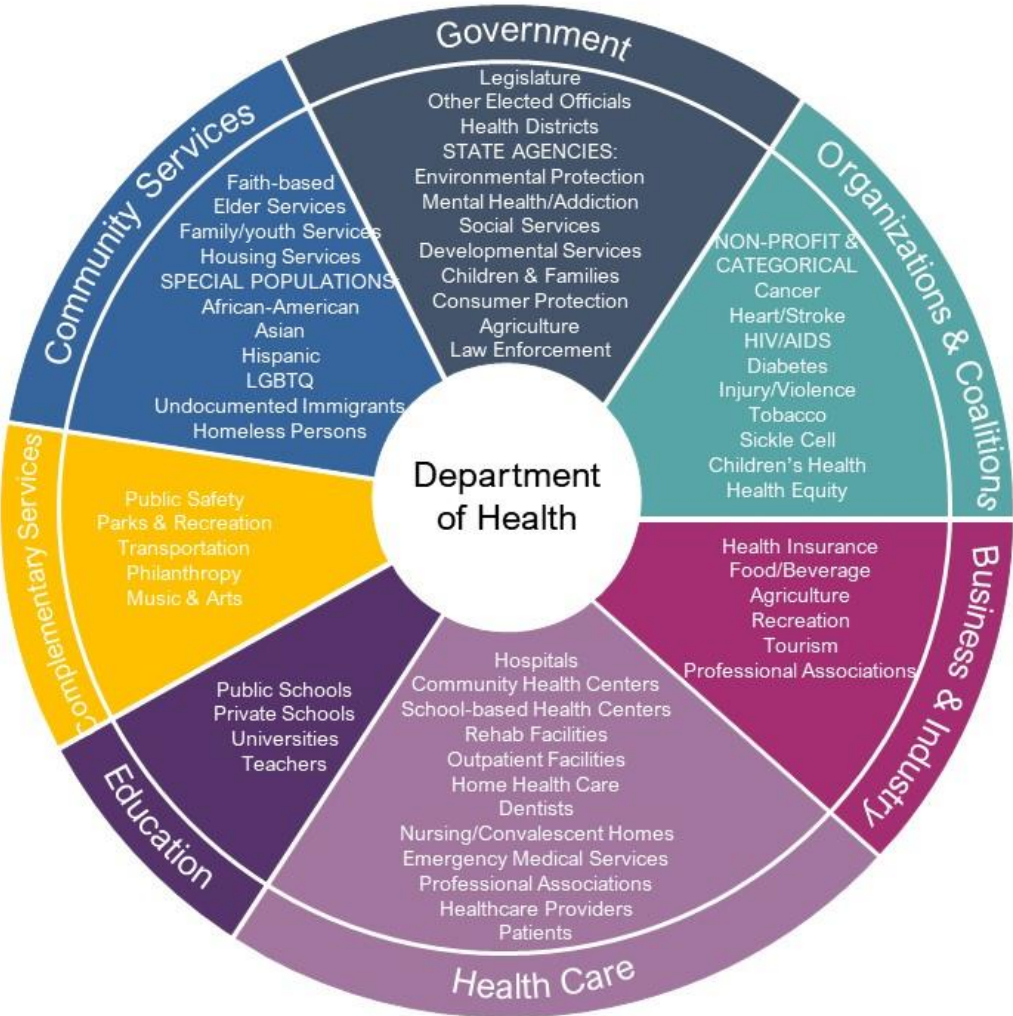 Government
Legislature
Other Elected Officials
Health Districts
STATE AGENCIES:
Environmental Protection
Mental Health/Addiction
Social Services
Developmental Services
Children & Families
Consumer Protection
Agriculture
Law Enforcement
Organizations & Coalitions
NON-PROFIT &
CATEGORICAL
Cancer
Heart/Stroke
HIV/AIDS
Diabetes
Injury/Violence
Tobacco
Sickle Cell
Children’s Health
Health Equity
Business & Industry
Health Insurance
Food/Beverage
Agriculture
Recreation
Tourism
Professional Associations
Health Care
Hospitals
Community Health Centers
School-based Health Centers
Rehab Facilities
Outpatient Facilities
Home Health Care
Dentists
Nursing/Convalescent Homes
Emergency Medical Services
Professional Associations
Healthcare Providers
Patients
Education
Public Schools
Private Schools
Universities
Teachers
Complementary Services
Public Safety
Parks & Recreation
Transportation
Philanthropy
Music & Arts
Community Services
Faith-based
Elder Services
Family/youth Services
Housing Services
SPECIAL POPULATIONS:
African-American
Asian
Hispanic
LGBTQ
Undocumented Immigrants
Homeless Persons
Department
of Health